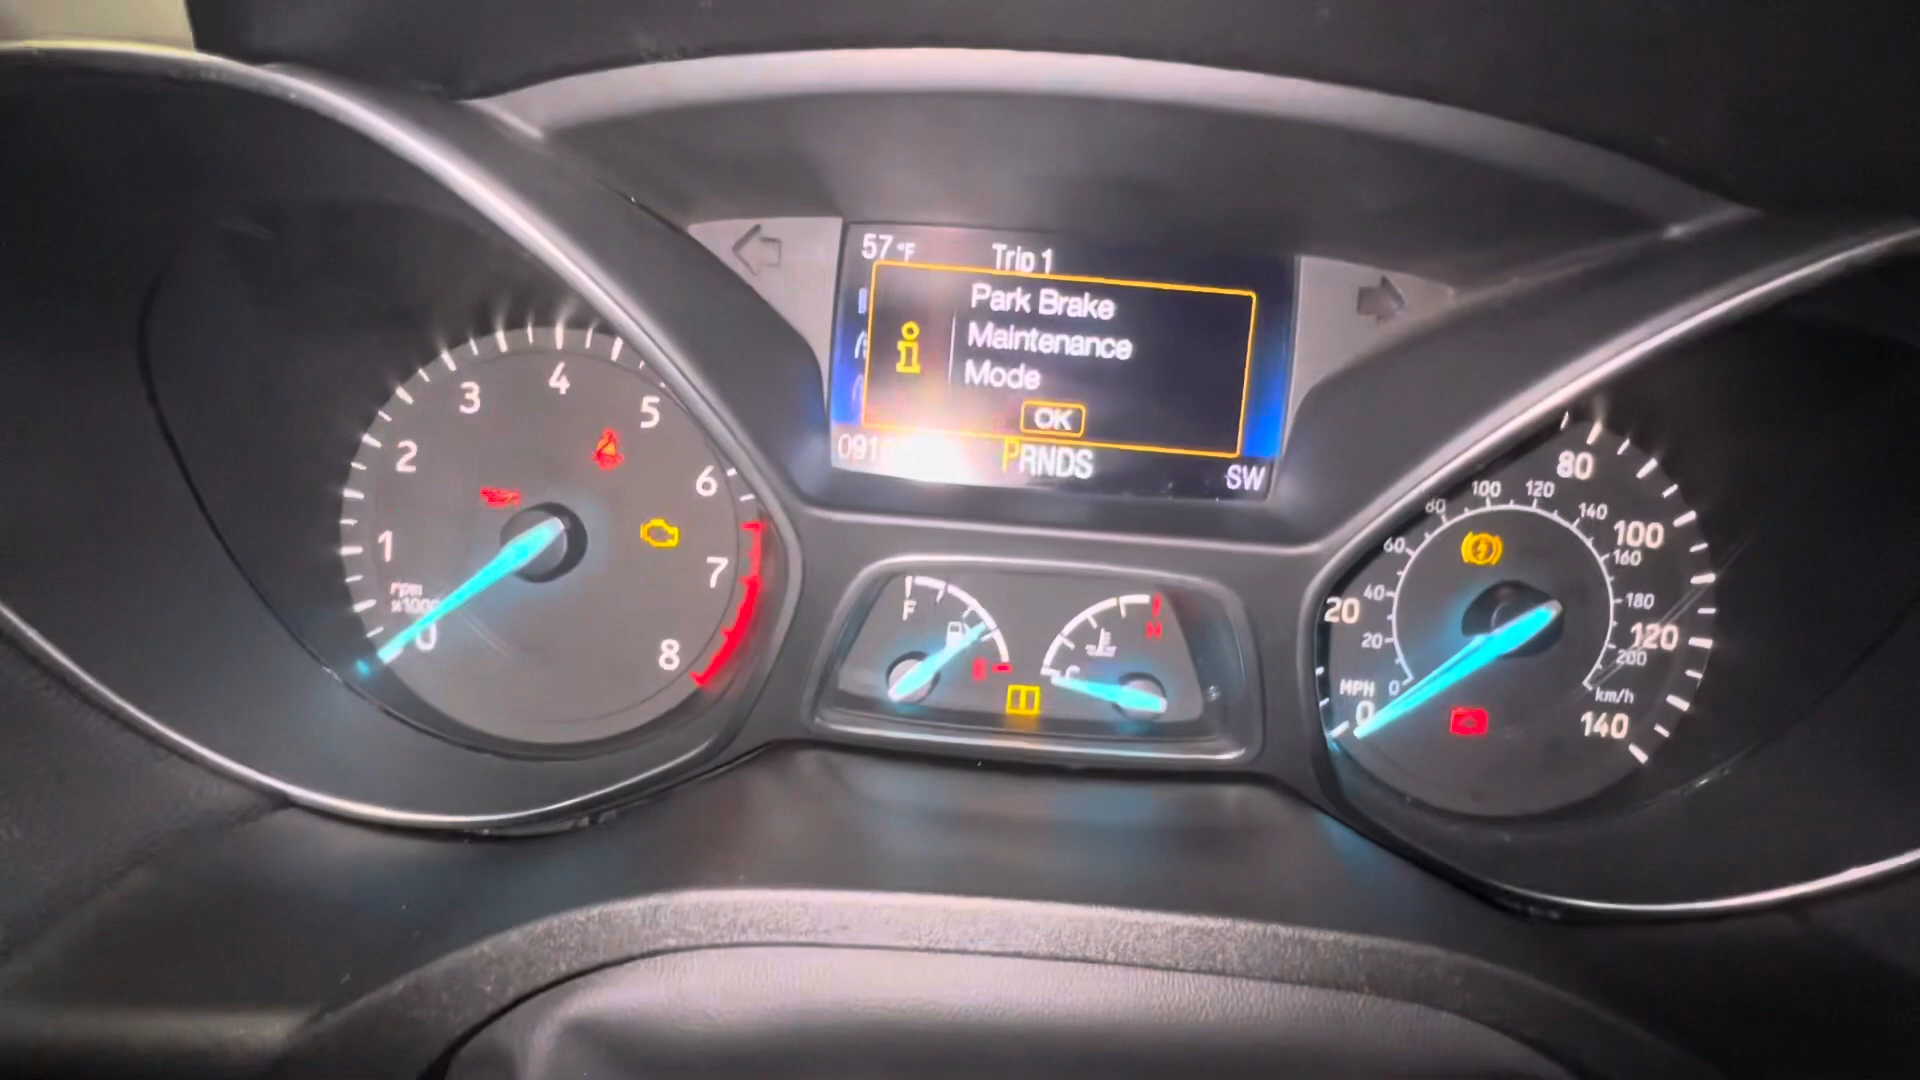 57 °F Trip 1
Park Brake
Maintenance
Mode
OK
PRNDS
SW
0 1 2 3 4 5 6 7 8
rpm
x1000
F
H
C
0 20 80 100 120 140
MPH
0 20 40 60 80 100 120 140 160 180 200
km/h